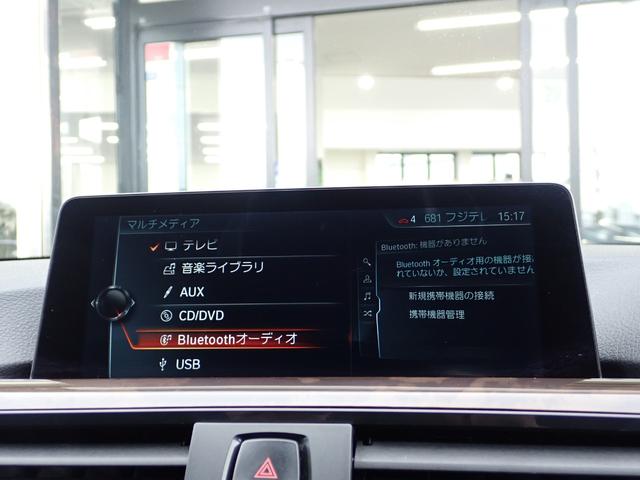 マルチメディア
4 681 フジテレ 15:17
テレビ
音楽ライブラリ
AUX
CD/DVD
Bluetoothオーディオ
USB
Bluetooth: 機器がありません
Bluetooth オーディオ用の機器が接
れていないか、設定されていません
新規携帯機器の接続
携帯機器管理